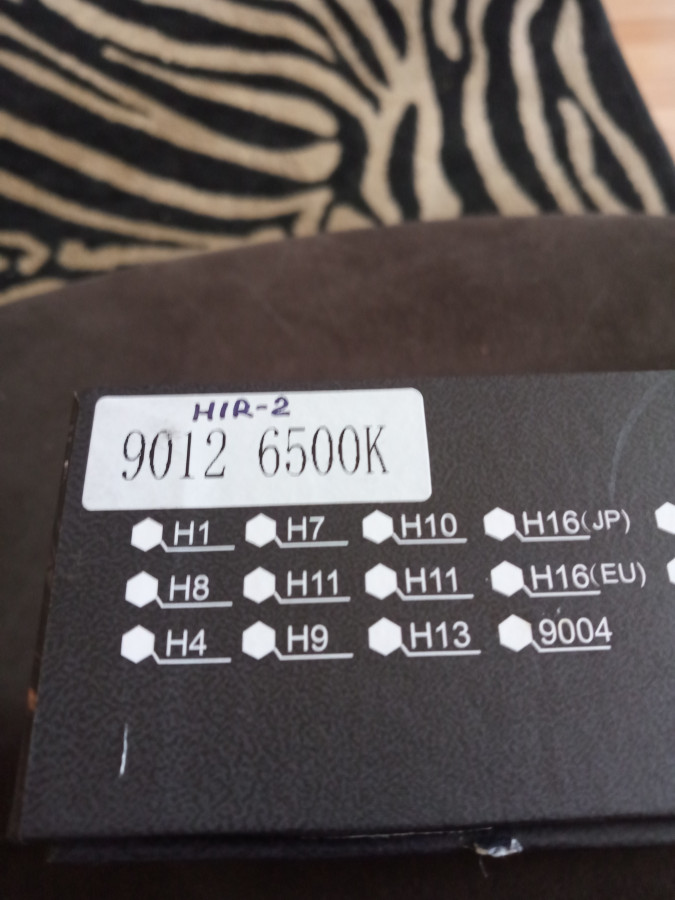 HIR-2
9012 6500K
H1 H7 H10 H16(JP)
H8 H11 H11 H16(EU)
H4 H9 H13 9004